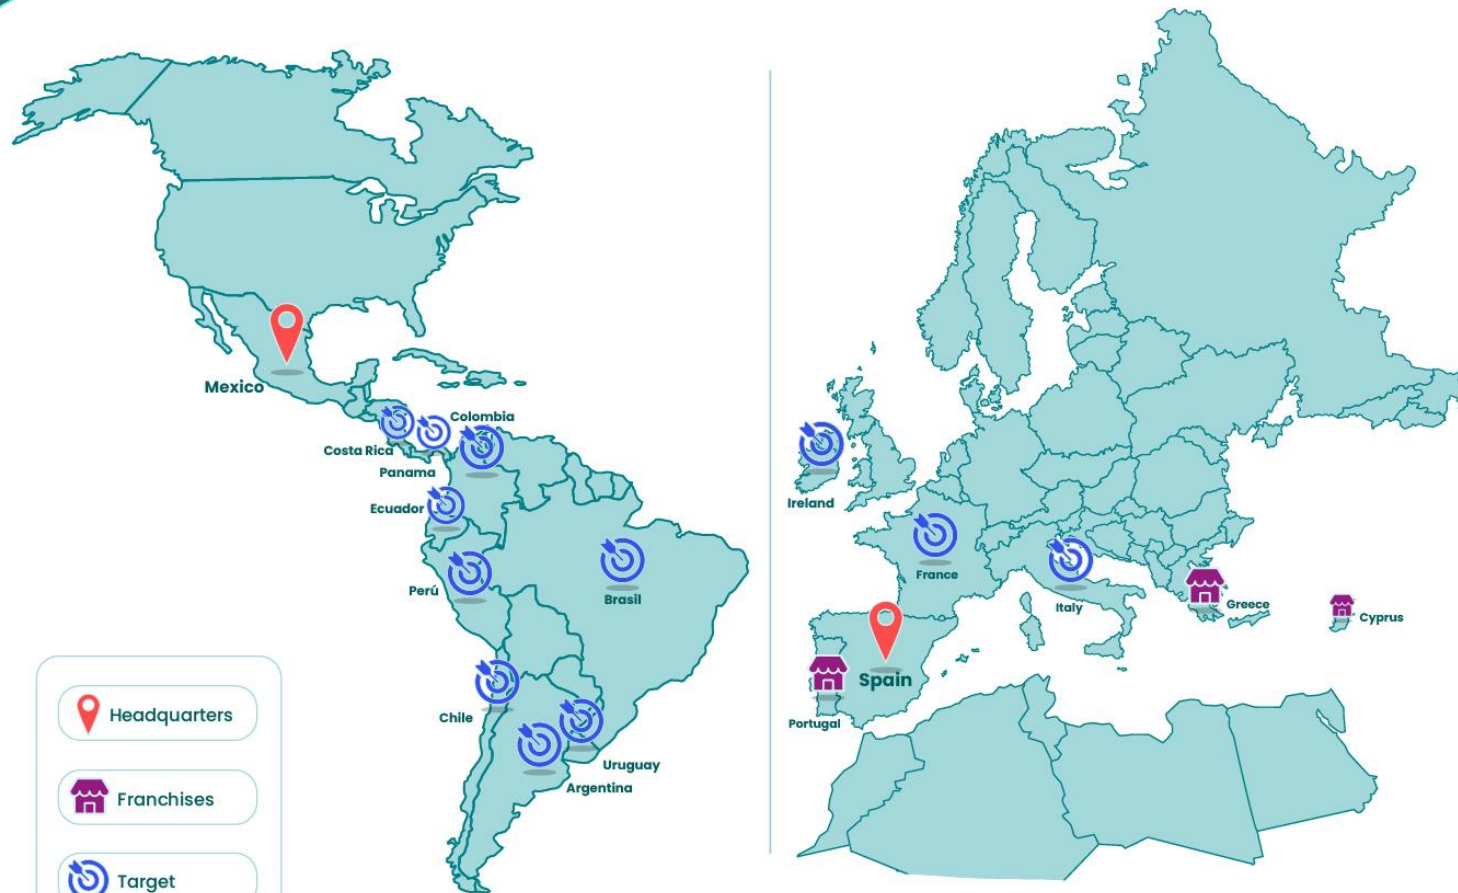 Mexico
Colombia
Costa Rica
Panama
Ecuador
Perú
Brasil
Chile
Uruguay
Argentina
Headquarters
Franchises
Target
Ireland
France
Italy
Greece
Cyprus
Spain
Portugal